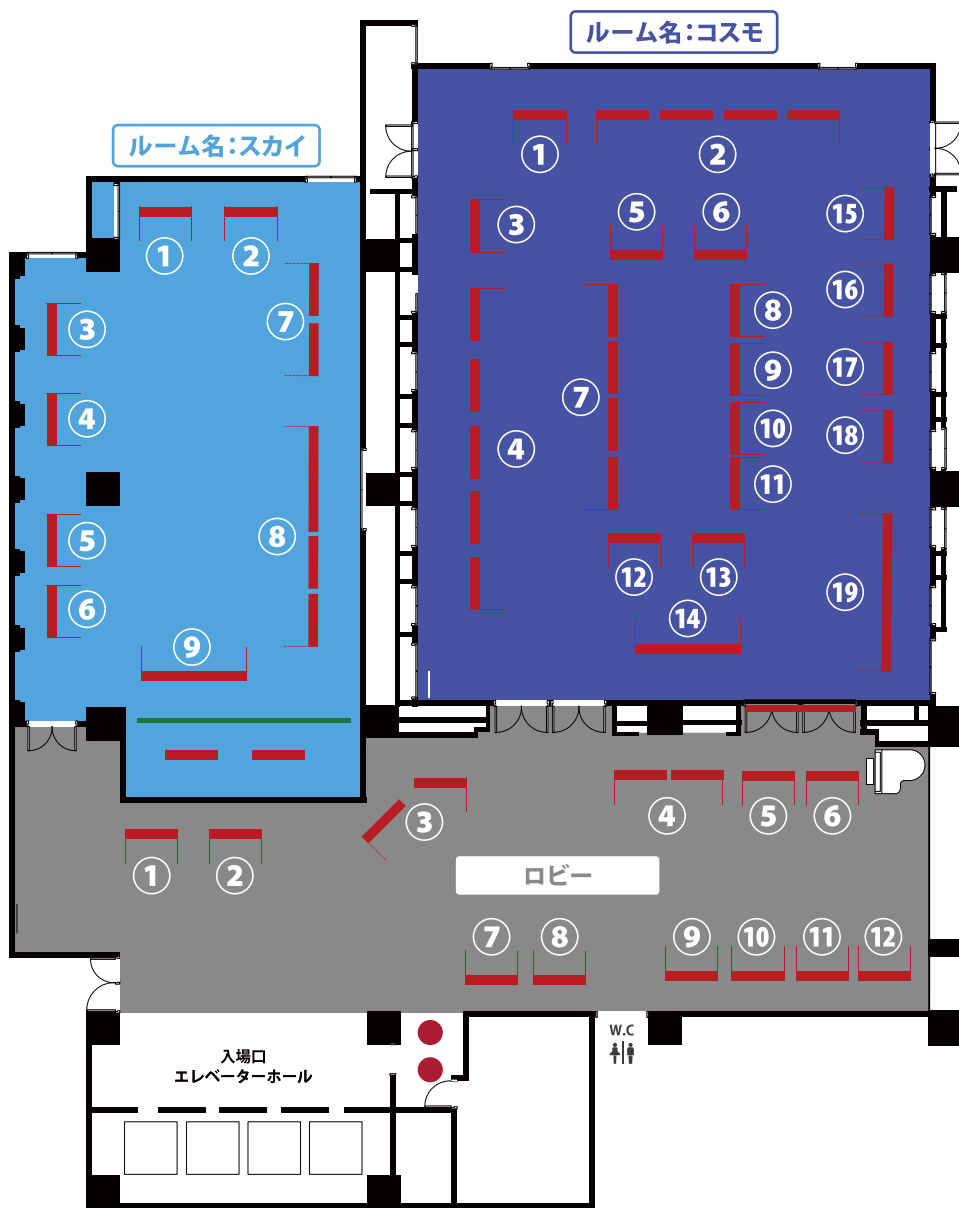 ルーム名：コスモ
ルーム名：スカイ
① ②
③ ⑤ ⑥ ⑮
⑯
④ ⑦ ⑧ ⑰
⑨ ⑱
⑩
⑪
⑫ ⑬ ⑲
⑭
① ②
③ ⑦
④
⑤ ⑧
⑥
⑨
① ② ③ ④ ⑤ ⑥
ロビー
⑦ ⑧ ⑨ ⑩ ⑪ ⑫
W.C
入場口
エレベーターホール